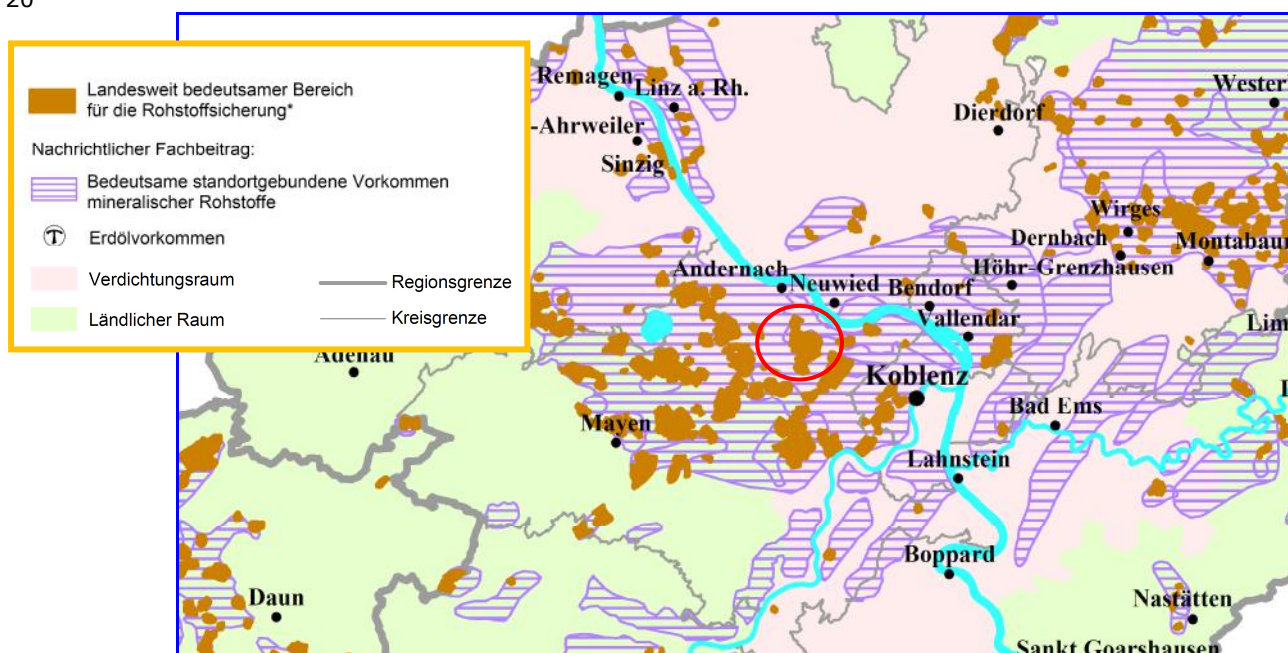 20
Landesweit bedeutsamer Bereich
für die Rohstoffsicherung*
Nachrichtlicher Fachbeitrag:
Bedeutsame standortgebundene Vorkommen
mineralischer Rohstoffe
Erdölvorkommen
Verdichtungsraum
Regionsgrenze
Ländlicher Raum
Kreisgrenze
Remagen
Linz a. Rh.
Wester
Dierdorf
-Ahrweiler
Sinzig
Wirges
Dernbach
Montabaur
Andernach
Neuwied
Bendorf
Höhr-Grenzhausen
Vallendar
Lim
Adenau
Koblenz
Bad Ems
Mayen
Lahnstein
Boppard
Daun
Nastätten
Sankt Goarshausen